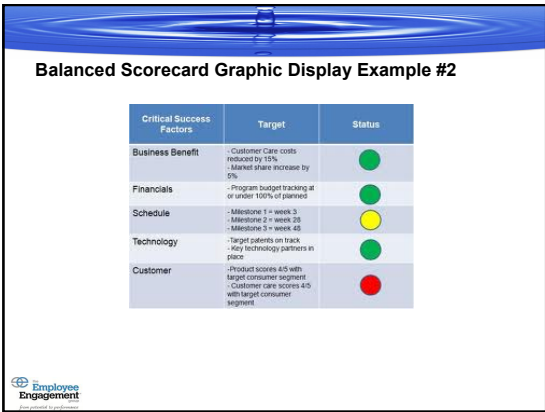 Balanced Scorecard Graphic Display Example #2
Critical Success Factors
Target
Status
Business Benefit
- Customer Care costs
reduced by 15%
- Market share increase by
5%
Financials
- Program budget tracking at
or under 100% of planned
Schedule
- Milestone 1 = week 3
- Milestone 2 = week 28
- Milestone 3 = week 48
Technology
-Target patents on track
- Key technology partners in
place
Customer
-Product scores 4/5 with
target consumer segment
- Customer care scores 4/5
with target consumer
segment
Employee
Engagement
from potential to performance